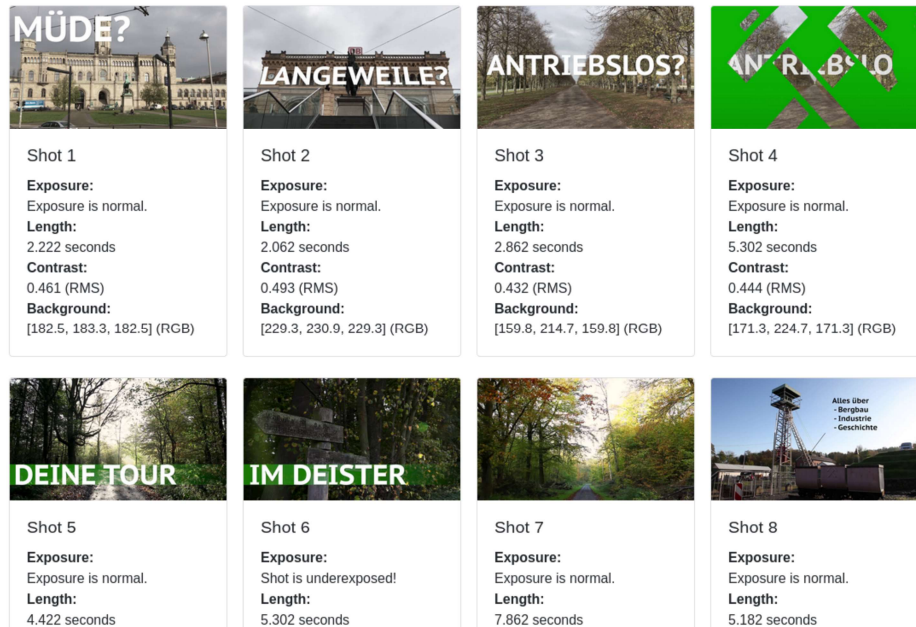 MÜDE?
Shot 1
Exposure:
Exposure is normal.
Length:
2.222 seconds
Contrast:
0.461 (RMS)
Background:
[182.5, 183.3, 182.5] (RGB)
LANGEWEILE?
Shot 2
Exposure:
Exposure is normal.
Length:
2.062 seconds
Contrast:
0.493 (RMS)
Background:
[229.3, 230.9, 229.3] (RGB)
ANTRIEBSLOS?
Shot 3
Exposure:
Exposure is normal.
Length:
2.862 seconds
Contrast:
0.432 (RMS)
Background:
[159.8, 214.7, 159.8] (RGB)
ANTRIEBSLO
Shot 4
Exposure:
Exposure is normal.
Length:
5.302 seconds
Contrast:
0.444 (RMS)
Background:
[171.3, 224.7, 171.3] (RGB)
DEINE TOUR
Shot 5
Exposure:
Exposure is normal.
Length:
4.422 seconds
IM DEISTER
Shot 6
Exposure:
Shot is underexposed!
Length:
5.302 seconds
Shot 7
Exposure:
Exposure is normal.
Length:
7.862 seconds
Alles über
- Bergbau
- Industrie
- Geschichte
Shot 8
Exposure:
Exposure is normal.
Length:
5.182 seconds